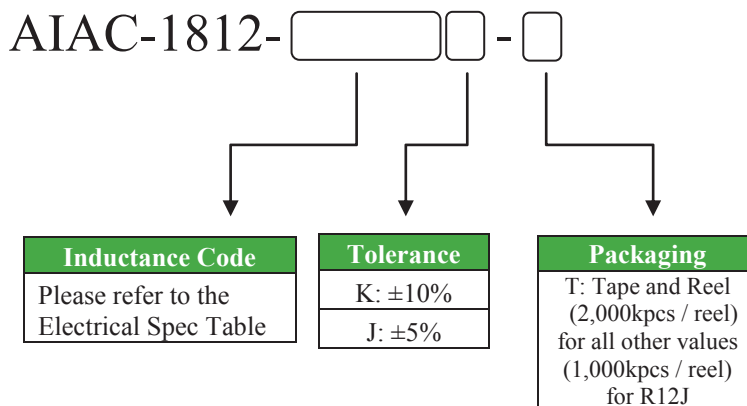 AIAC-1812- -
Inductance Code
Please refer to the
Electrical Spec Table
Tolerance
K: ±10%
J: ±5%
Packaging
T: Tape and Reel
(2,000kpcs / reel)
for all other values
(1,000kpcs / reel)
for R12J